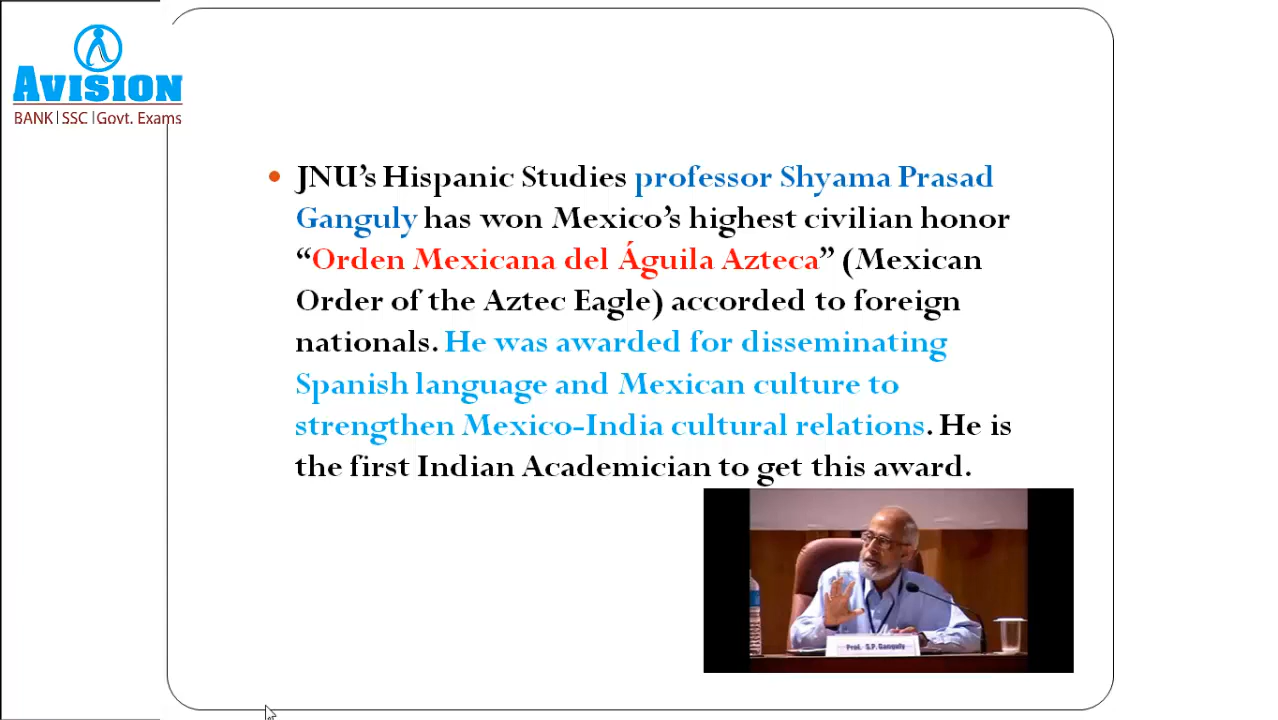 AVISION
BANK|SSC|Govt. Exams
JNU’s Hispanic Studies professor Shyama Prasad
Ganguly has won Mexico’s highest civilian honor
“Orden Mexicana del Águila Azteca” (Mexican
Order of the Aztec Eagle) accorded to foreign
nationals. He was awarded for disseminating
Spanish language and Mexican culture to
strengthen Mexico-India cultural relations. He is
the first Indian Academician to get this award.
Prof. S.P. Ganguly